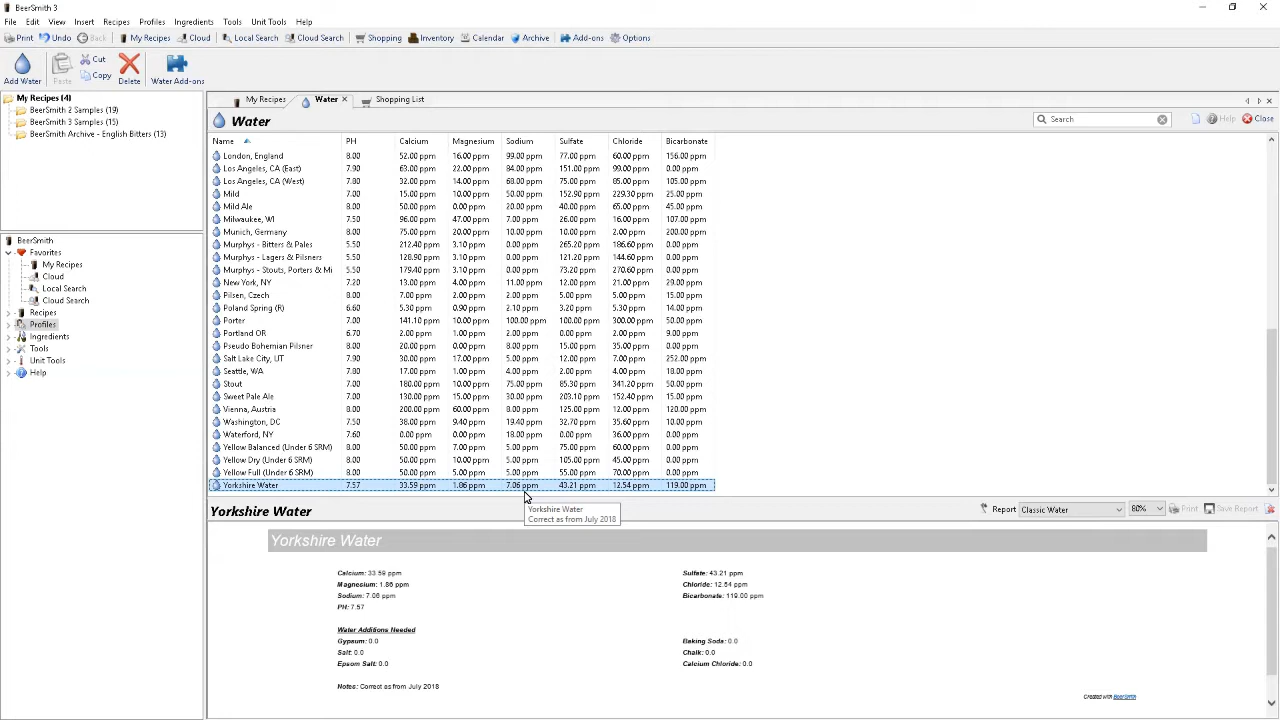 BeerSmith 3
File Edit View Insert Recipes Profiles Ingredients Tools Unit Tools Help
Print Undo Back My Recipes Cloud Local Search Cloud Search Shopping Inventory Calendar Archive Add-ons Options
Add Water Paste Cut Copy Delete Water Add-ons
My Recipes (4)
BeerSmith 2 Samples (19)
BeerSmith 3 Samples (15)
BeerSmith Archive - English Bitters (13)
BeerSmith
Favorites
My Recipes
Cloud
Local Search
Cloud Search
Recipes
Profiles
Ingredients
Tools
Unit Tools
Help
My Recipes Water Shopping List
Water Search Help Close
Name PH Calcium Magnesium Sodium Sulfate Chloride Bicarbonate
London, England 8.00 52.00 ppm 16.00 ppm 99.00 ppm 77.00 ppm 60.00 ppm 156.00 ppm
Los Angeles, CA (East) 7.90 63.00 ppm 22.00 ppm 84.00 ppm 151.00 ppm 99.00 ppm 0.00 ppm
Los Angeles, CA (West) 7.80 32.00 ppm 14.00 ppm 68.00 ppm 75.00 ppm 85.00 ppm 105.00 ppm
Mild 7.00 15.00 ppm 10.00 ppm 50.00 ppm 152.90 ppm 229.30 ppm 25.00 ppm
Mild Ale 8.00 50.00 ppm 0.00 ppm 20.00 ppm 40.00 ppm 65.00 ppm 45.00 ppm
Milwaukee, WI 7.50 96.00 ppm 47.00 ppm 7.00 ppm 26.00 ppm 16.00 ppm 107.00 ppm
Munich, Germany 8.00 75.00 ppm 20.00 ppm 10.00 ppm 10.00 ppm 2.00 ppm 200.00 ppm
Murphys - Bitters & Pales 5.50 212.40 ppm 3.10 ppm 0.00 ppm 265.20 ppm 186.60 ppm 0.00 ppm
Murphys - Lagers & Pilsners 5.50 128.90 ppm 3.10 ppm 0.00 ppm 121.20 ppm 144.60 ppm 0.00 ppm
Murphys - Stouts, Porters & Mi 5.50 179.40 ppm 3.10 ppm 0.00 ppm 73.20 ppm 270.60 ppm 0.00 ppm
New York, NY 7.20 13.00 ppm 4.00 ppm 11.00 ppm 12.00 ppm 21.00 ppm 29.00 ppm
Pilsen, Czech 8.00 7.00 ppm 2.00 ppm 2.00 ppm 5.00 ppm 5.00 ppm 15.00 ppm
Poland Spring (R) 6.60 5.30 ppm 0.90 ppm 2.10 ppm 3.20 ppm 5.30 ppm 14.00 ppm
Porter 7.00 141.10 ppm 10.00 ppm 100.00 ppm 100.00 ppm 300.00 ppm 50.00 ppm
Portland OR 6.70 2.00 ppm 1.00 ppm 2.00 ppm 0.00 ppm 2.00 ppm 9.00 ppm
Pseudo Bohemian Pilsner 8.00 20.00 ppm 0.00 ppm 8.00 ppm 15.00 ppm 35.00 ppm 0.00 ppm
Salt Lake City, UT 7.90 30.00 ppm 17.00 ppm 5.00 ppm 12.00 ppm 7.00 ppm 252.00 ppm
Seattle, WA 7.80 17.00 ppm 1.00 ppm 4.00 ppm 2.00 ppm 4.00 ppm 18.00 ppm
Stout 7.00 180.00 ppm 10.00 ppm 75.00 ppm 85.30 ppm 341.20 ppm 50.00 ppm
Sweet Pale Ale 7.00 130.00 ppm 15.00 ppm 30.00 ppm 203.10 ppm 152.40 ppm 15.00 ppm
Vienna, Austria 8.00 200.00 ppm 60.00 ppm 8.00 ppm 125.00 ppm 12.00 ppm 120.00 ppm
Washington, DC 7.50 38.00 ppm 9.40 ppm 19.40 ppm 32.70 ppm 35.60 ppm 10.00 ppm
Waterford, NY 7.60 0.00 ppm 0.00 ppm 18.00 ppm 0.00 ppm 36.00 ppm 0.00 ppm
Yellow Balanced (Under 6 SRM) 8.00 50.00 ppm 7.00 ppm 5.00 ppm 75.00 ppm 60.00 ppm 0.00 ppm
Yellow Dry (Under 6 SRM) 8.00 50.00 ppm 10.00 ppm 5.00 ppm 105.00 ppm 45.00 ppm 0.00 ppm
Yellow Full (Under 6 SRM) 8.00 50.00 ppm 5.00 ppm 5.00 ppm 55.00 ppm 70.00 ppm 0.00 ppm
Yorkshire Water 7.57 33.59 ppm 1.86 ppm 7.06 ppm 43.21 ppm 12.54 ppm 119.00 ppm
Yorkshire Water
Correct as from July 2018
Yorkshire Water Report Classic Water 80% Print Save Report
Yorkshire Water
Calcium: 33.59 ppm Sulfate: 43.21 ppm
Magnesium: 1.86 ppm Chloride: 12.54 ppm
Sodium: 7.06 ppm Bicarbonate: 119.00 ppm
PH: 7.57
Water Additions Needed
Gypsum: 0.0 Baking Soda: 0.0
Salt: 0.0 Chalk: 0.0
Epsom Salt: 0.0 Calcium Chloride: 0.0
Notes: Correct as from July 2018
Created with BeerSmith